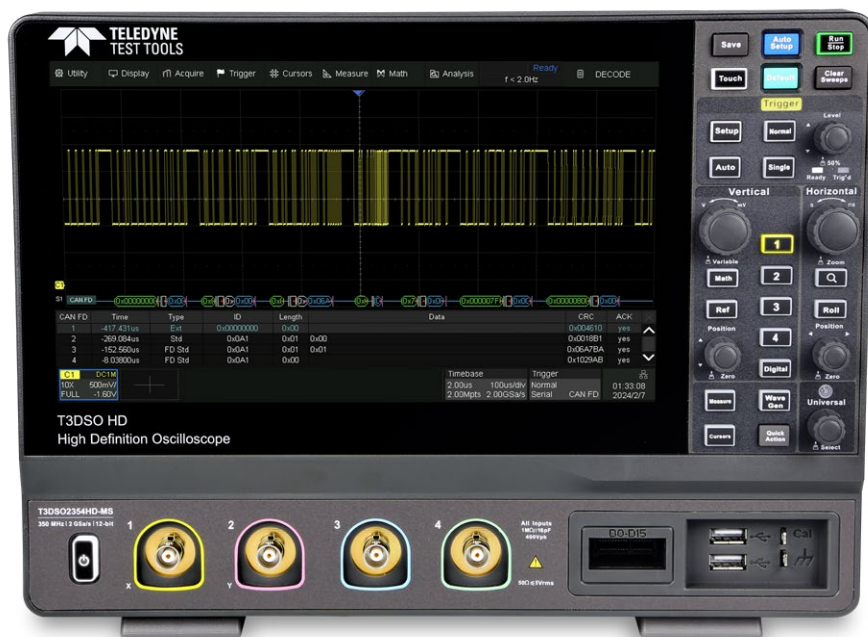 TELEDYNE
TEST TOOLS
Utility Display Acquire Trigger Cursors Measure Math Analysis Ready f < 2.0Hz DECODE
C1
S1 CAN FD
CAN FD Time Type ID Length Data CRC ACK
1 -417.431us Ext 0x00000000 0x00 0x004610 yes
2 -269.084us Std 0x0A1 0x01 0x00 0x0018B1 yes
3 -152.560us FD Std 0x0A1 0x01 0x01 0x06A7BA yes
4 -8.03800us FD Std 0x0A1 0x00 0x1029AB yes
C1 DC1M
10X 500mV/
FULL -1.60V
Timebase
2.00us 100us/div
2.00Mpts 2.00GSa/s
Trigger
Normal
Serial CAN FD
01:33:08
2024/2/7
T3DSO HD
High Definition Oscilloscope
Save
Auto Setup
Run Stop
Touch
Default
Clear Sweeps
Trigger
Level
Setup
Normal
50%
Auto
Single
Ready Trig'd
Vertical
Horizontal
V mV
s ns
1
Variable
Zoom
Math
2
Ref
3
Roll
Position
4
Position
Zero
Digital
Zero
Measure
Wave Gen
Universal
Cursors
Quick Action
Select
T3DSO2354HD-MS
350 MHz | 2 GSa/s | 12-bit
1
2
3
4
X
Y
All Inputs
1MΩ
400Vpk
50Ω ≤5Vrms
D0-D15
Cal